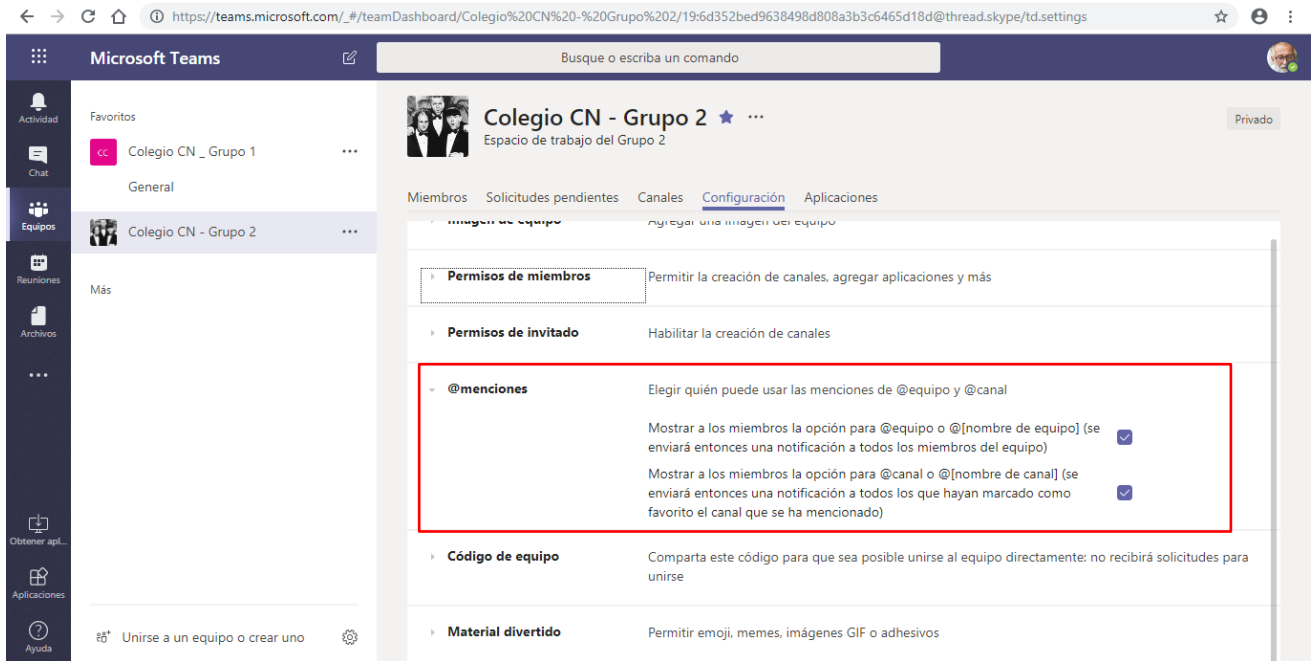 https://teams.microsoft.com/_#/teamDashboard/Colegio%20CN%20-%20Grupo%202/19:6d352bed9638498d808a3b3c6465d18d@thread.skype/td.settings
Microsoft Teams
Busque o escriba un comando
Actividad
Chat
Equipos
Reuniones
Archivos
Obtener apl...
Aplicaciones
Ayuda
Favoritos
CC
Colegio CN _ Grupo 1
General
Colegio CN - Grupo 2
Más
Unirse a un equipo o crear uno
Colegio CN - Grupo 2
Espacio de trabajo del Grupo 2
Privado
Miembros Solicitudes pendientes Canales Configuración Aplicaciones
Imagen de equipo Agregar una imagen del equipo
Permisos de miembros Permitir la creación de canales, agregar aplicaciones y más
Permisos de invitado Habilitar la creación de canales
@menciones Elegir quién puede usar las menciones de @equipo y @canal
Mostrar a los miembros la opción para @equipo o @[nombre de equipo] (se
enviará entonces una notificación a todos los miembros del equipo)
Mostrar a los miembros la opción para @canal o @[nombre de canal] (se
enviará entonces una notificación a todos los que hayan marcado como
favorito el canal que se ha mencionado)
Código de equipo Comparta este código para que sea posible unirse al equipo directamente: no recibirá solicitudes para
unirse
Material divertido Permitir emoji, memes, imágenes GIF o adhesivos